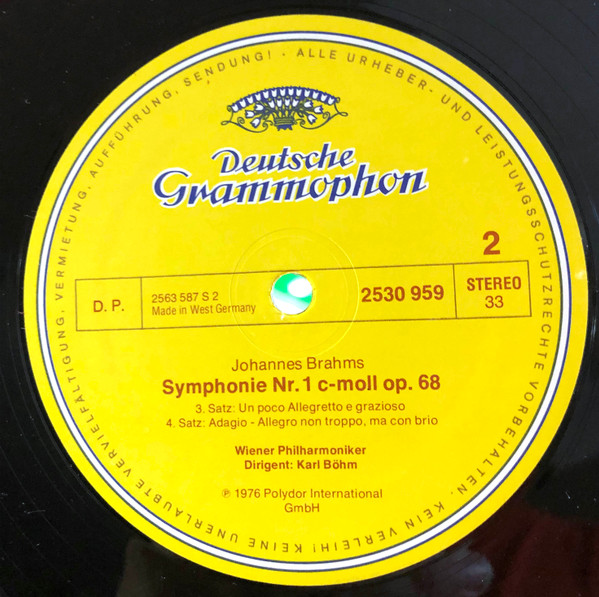 ALLE URHEBER- UND LEISTUNGSSCHUTZRECHTE VORBEHALTEN. KEIN VERLEIH! KEINE UNERLAUBTE VERVIELFÄLTIGUNG, VERMIETUNG, AUFFÜHRUNG, SENDUNG! -
Deutsche
Grammophon
2
D. P.
2563 587 S 2
Made in West Germany
2530 959
STEREO
33
Johannes Brahms
Symphonie Nr. 1 c-moll op. 68
3. Satz: Un poco Allegretto e grazioso
4. Satz: Adagio - Allegro non troppo, ma con brio
Wiener Philharmoniker
Dirigent: Karl Böhm
℗ 1976 Polydor International
GmbH